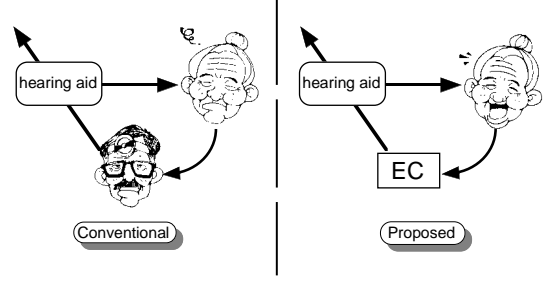 hearing aid
Conventional
hearing aid
EC
Proposed